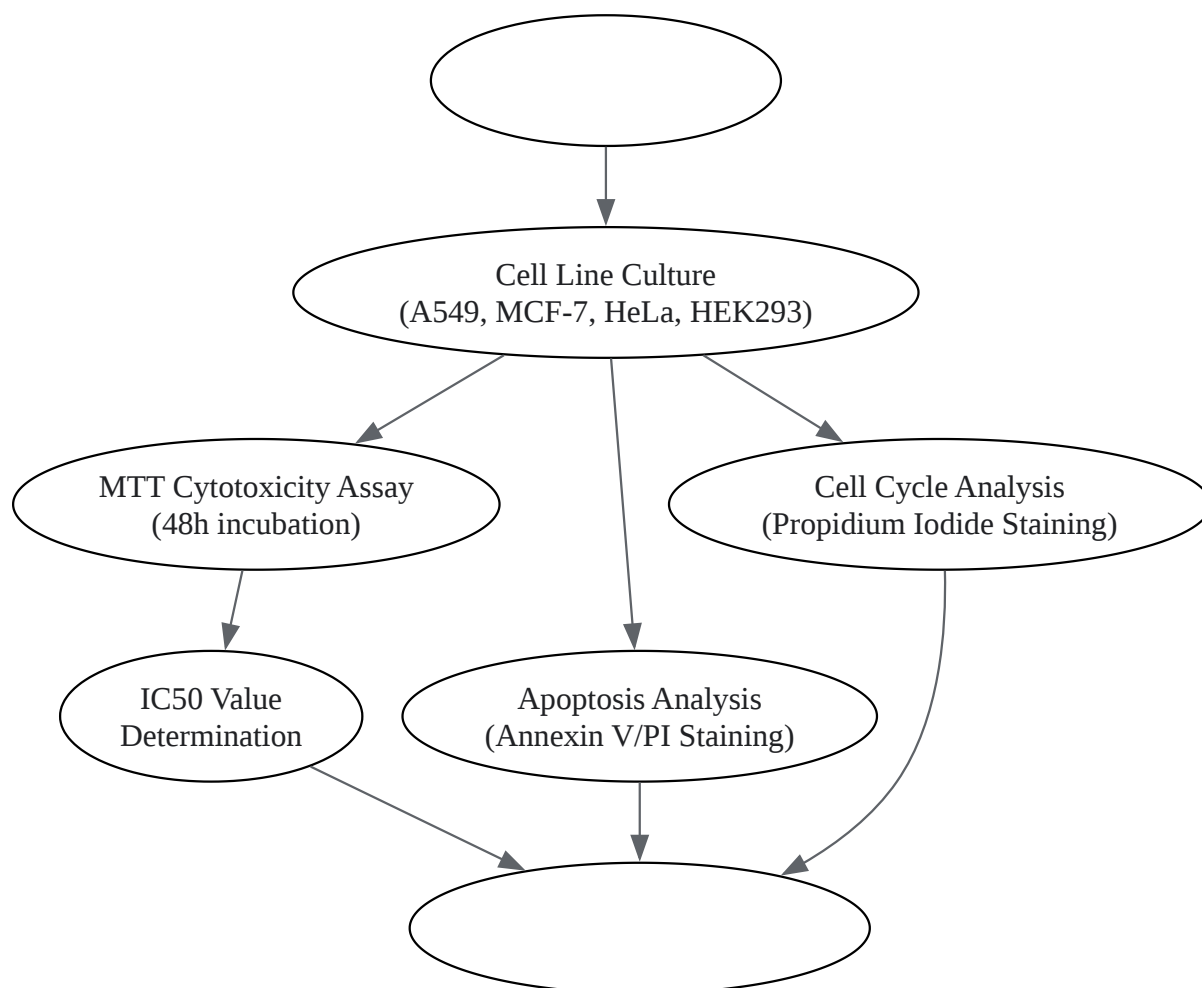 Cell Line Culture
(A549, MCF-7, HeLa, HEK293)
MTT Cytotoxicity Assay
(48h incubation)
Cell Cycle Analysis
(Propidium Iodide Staining)
IC50 Value
Determination
Apoptosis Analysis
(Annexin V/PI Staining)